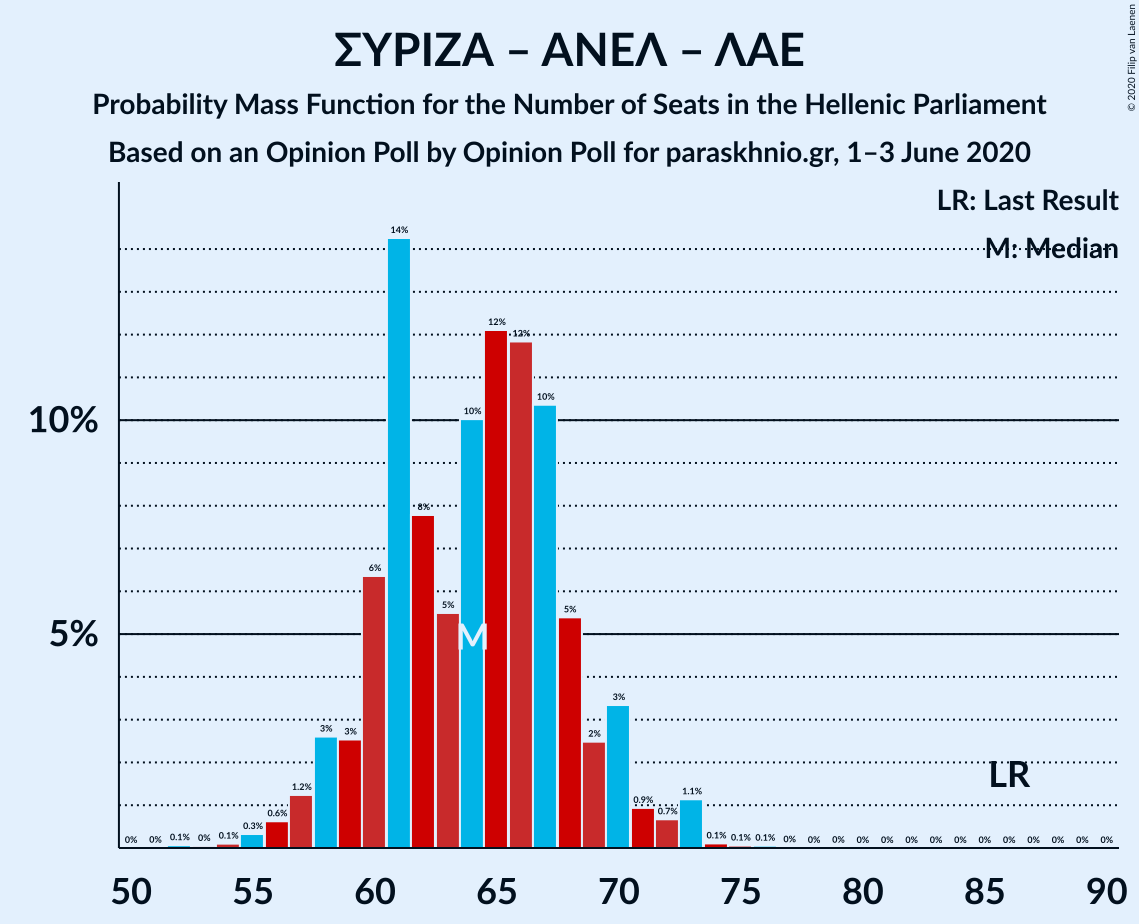 © 2020 Filip van Laenen
ΣΥΡΙΖΑ – ΑΝΕΛ – ΛΑΕ
Probability Mass Function for the Number of Seats in the Hellenic Parliament
Based on an Opinion Poll by Opinion Poll for paraskhnio.gr, 1–3 June 2020
LR: Last Result
M: Median
10%
5%
0% 0% 0.1% 0% 0.1% 0.3% 0.6% 1.2% 3% 3% 6% 14% 8% 5% 10% 12% 12% 10% 5% 2% 3% 0.9% 0.7% 1.1% 0.1% 0.1% 0.1% 0% 0% 0% 0% 0% 0% 0% 0% 0% 0% 0% 0% 0% 0%
M
LR
50 55 60 65 70 75 80 85 90